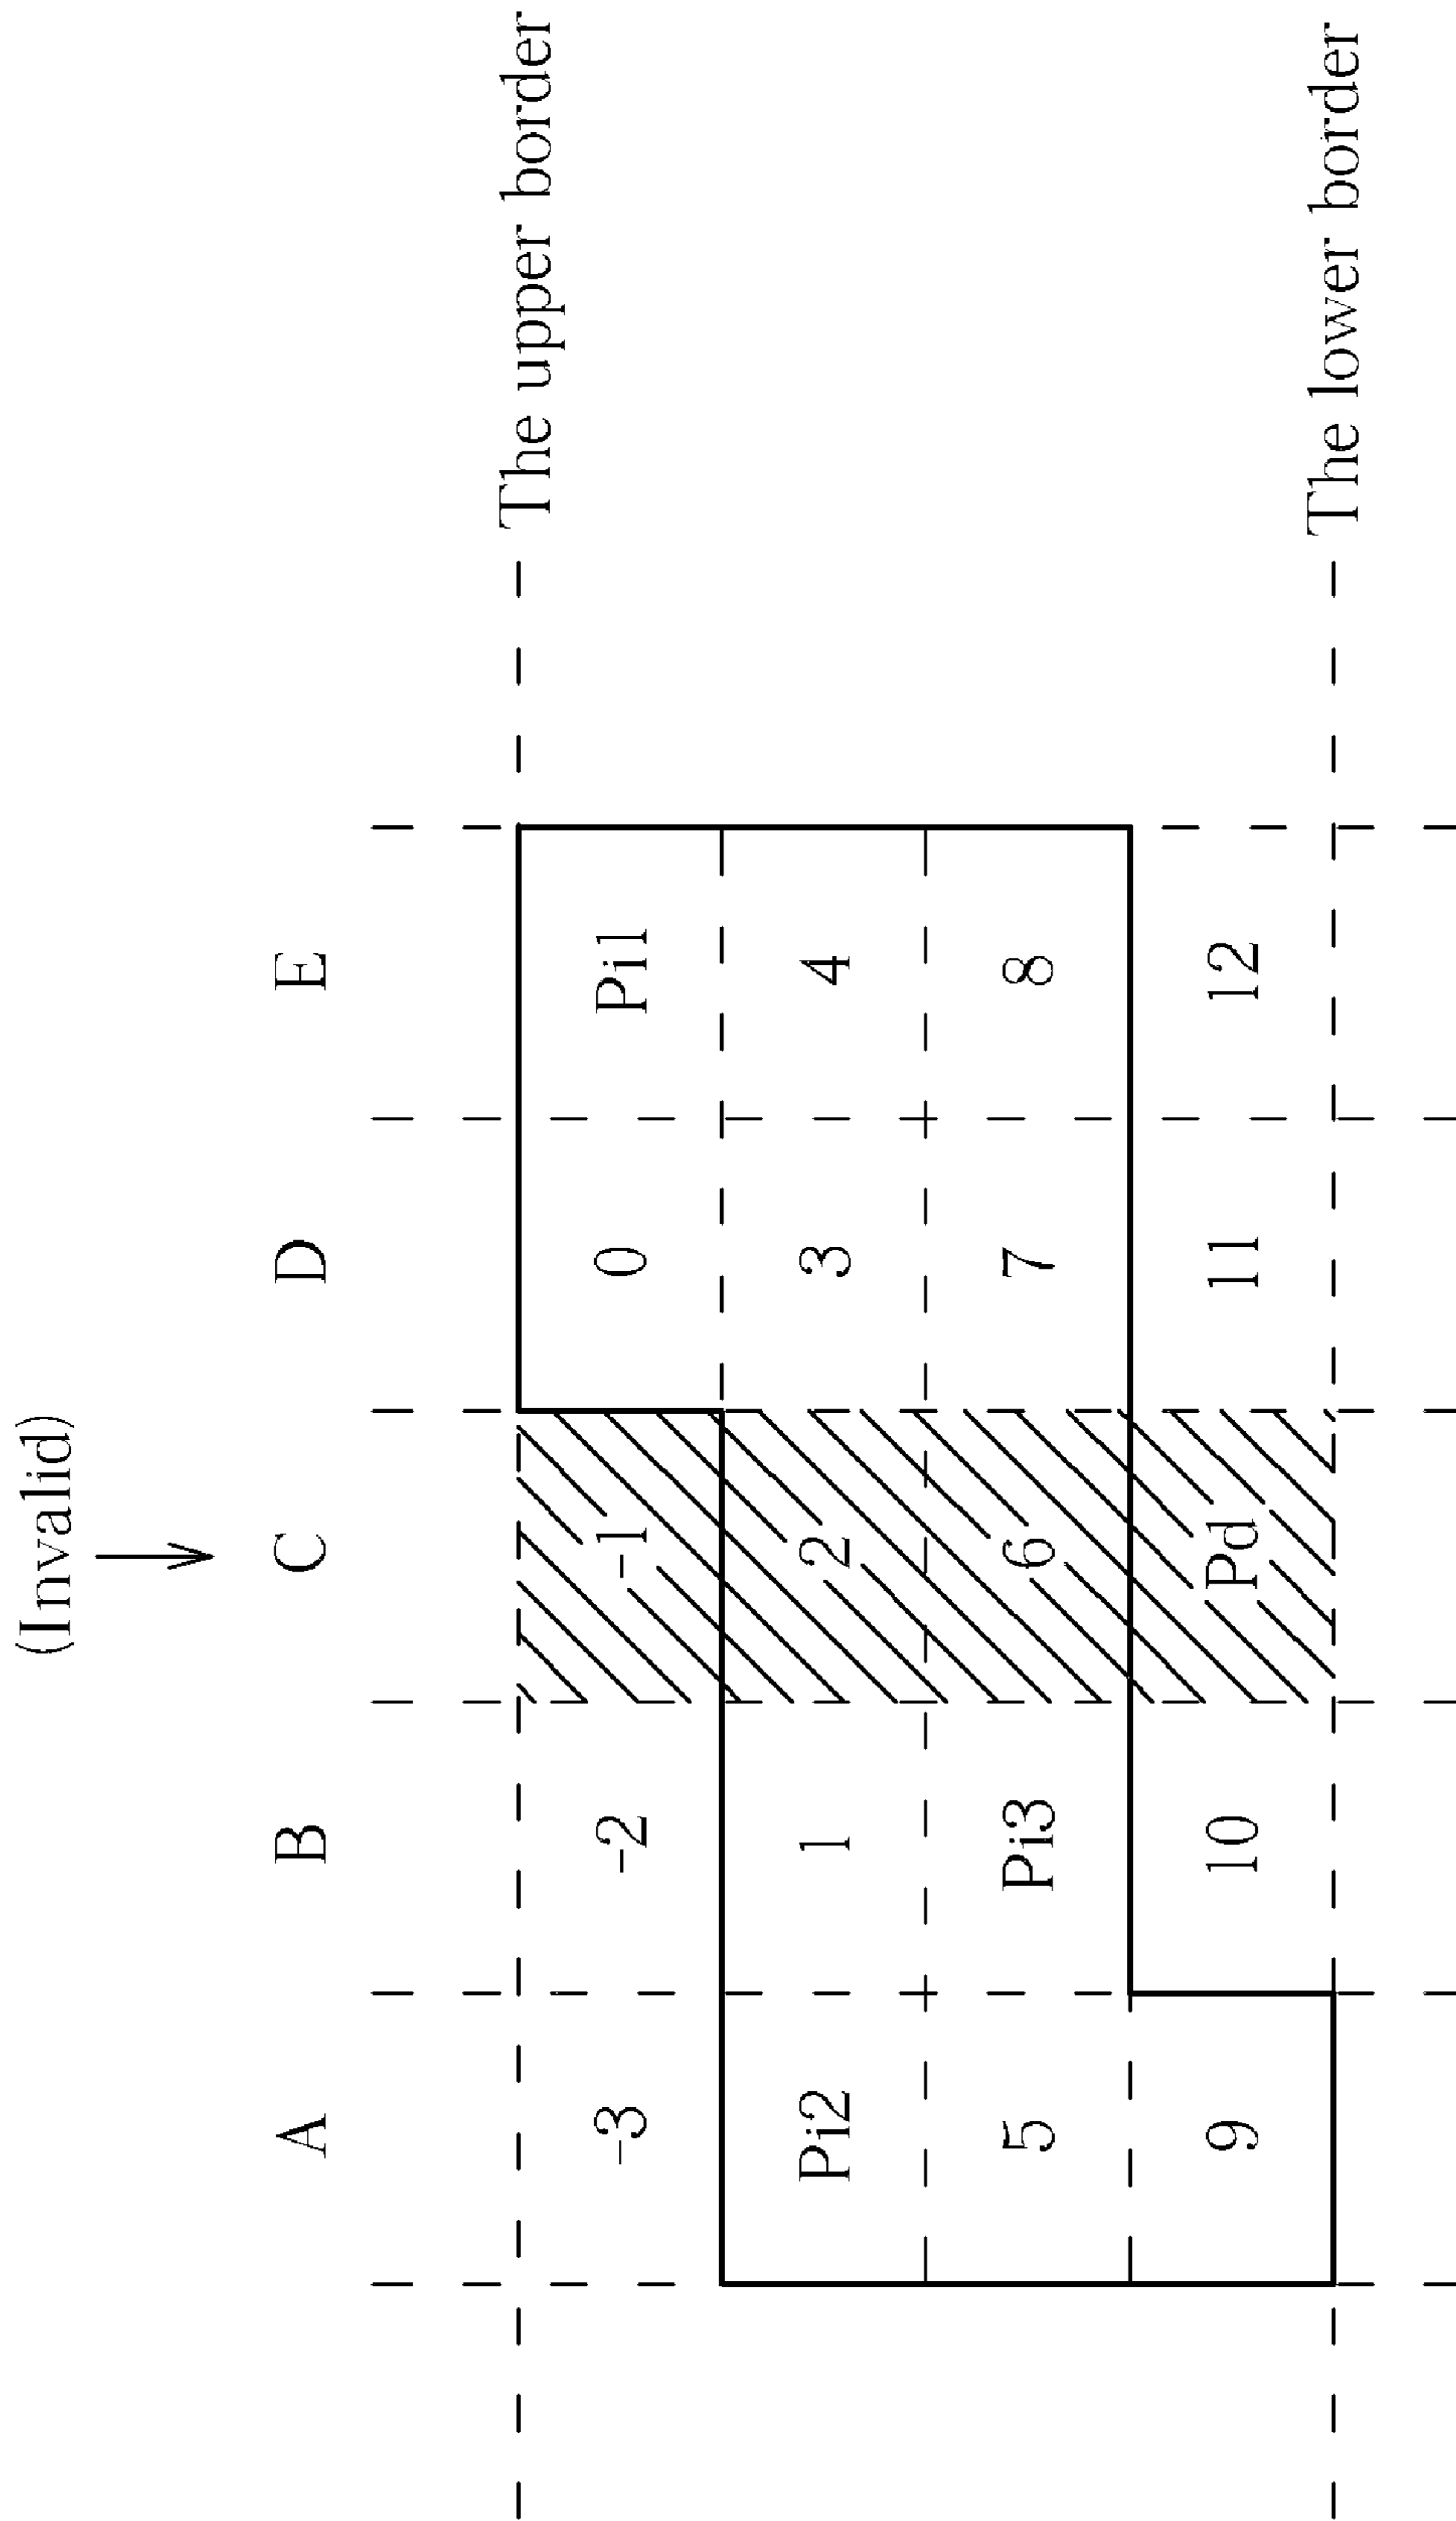 (Invalid)
A B C D E
-3 -2 -1 0 Pi1 The upper border
Pi2 1 2 3 4
5 Pi3 6 7 8
9 10 Pd 11 12
The lower border